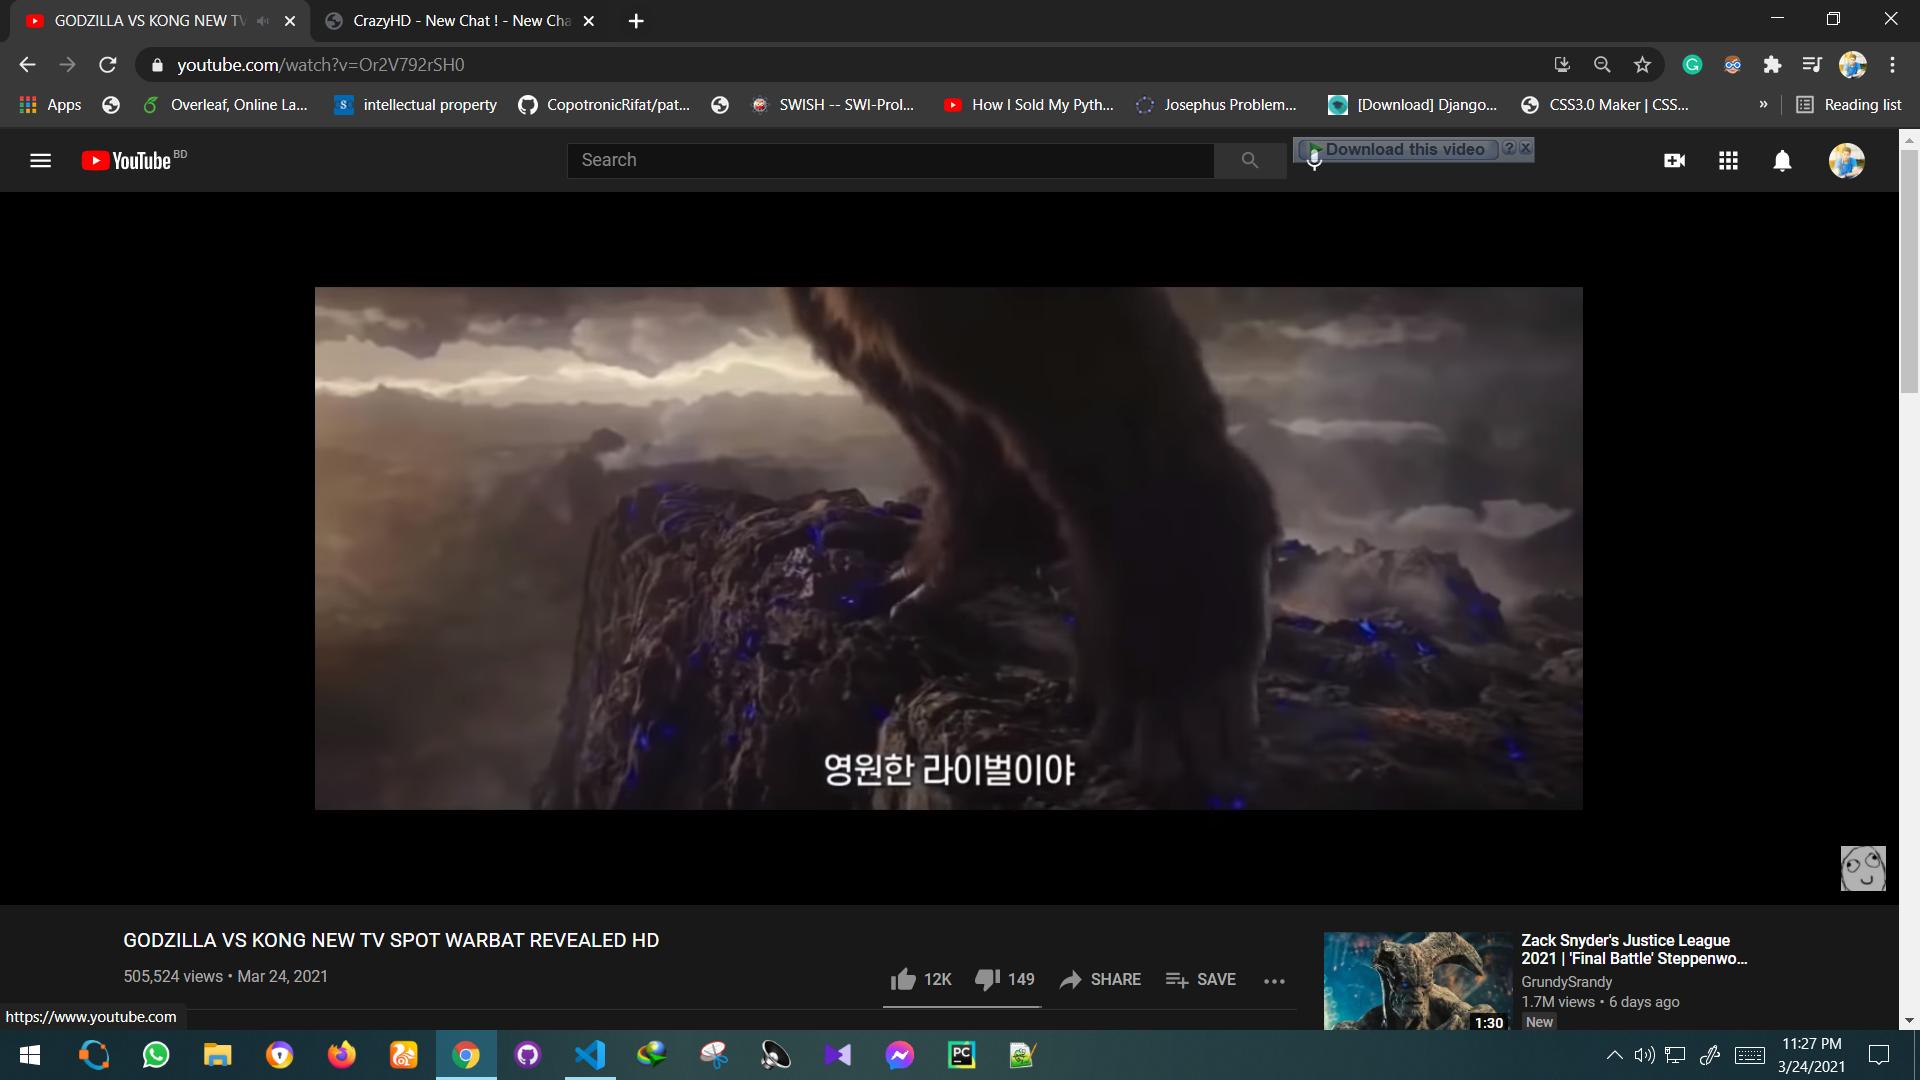 GODZILLA VS KONG NEW TV
CrazyHD - New Chat ! - New Cha
youtube.com/watch?v=Or2V792rSH0
Apps
Overleaf, Online La...
S
intellectual property
CopotronicRifat/pat...
SWISH -- SWI-Prol...
How I Sold My Pyth...
Josephus Problem...
[Download] Django...
CSS3.0 Maker | CSS...
»
Reading list
YouTube BD
Search
Download this video
영원한 라이벌이야
GODZILLA VS KONG NEW TV SPOT WARBAT REVEALED HD
505,524 views • Mar 24, 2021
12K
149
SHARE
SAVE
Zack Snyder's Justice League
2021 | 'Final Battle' Steppenwo...
GrundySrandy
1.7M views • 6 days ago
New
1:30
https://www.youtube.com
PC
11:27 PM
3/24/2021